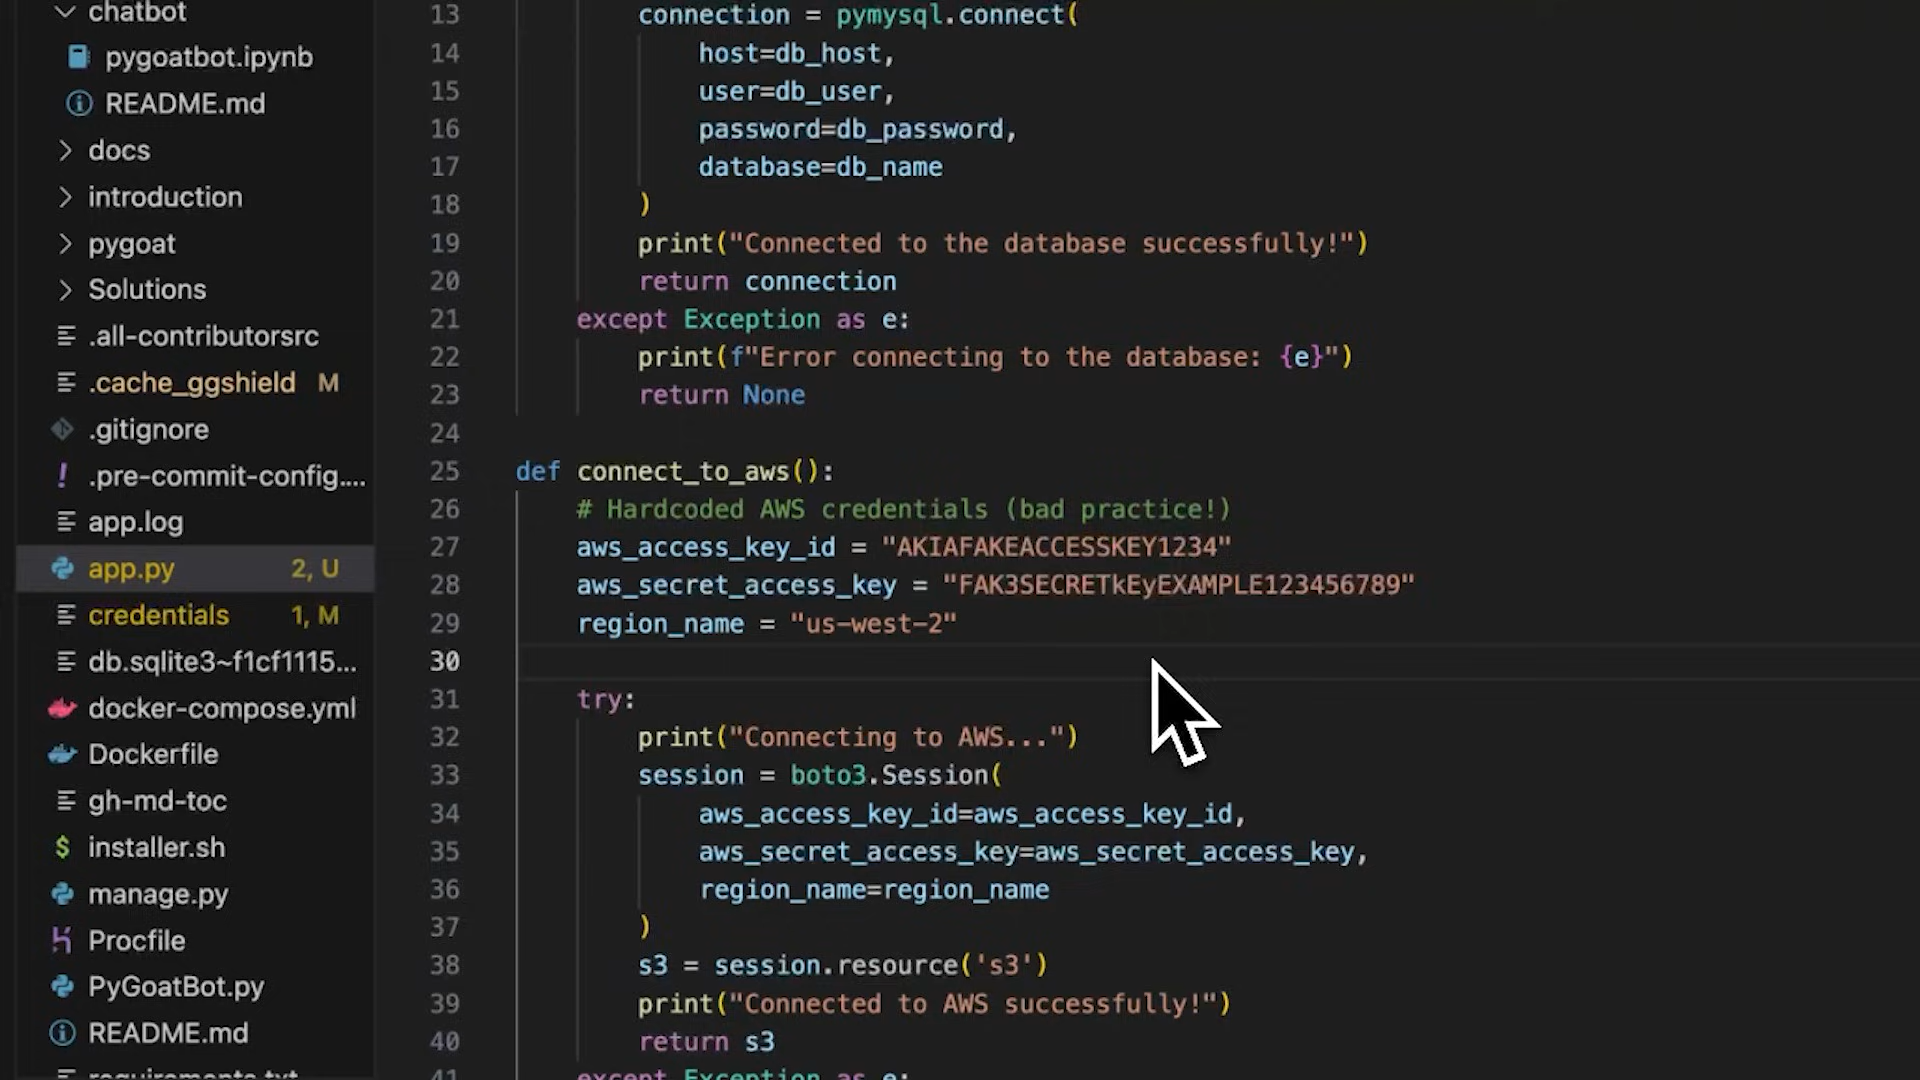 chatbot
pygoatbot.ipynb
README.md
docs
introduction
pygoat
Solutions
.all-contributorsrc
.cache_ggshield M
.gitignore
.pre-commit-config....
app.log
app.py 2, U
credentials 1, M
db.sqlite3~f1cf1115...
docker-compose.yml
Dockerfile
gh-md-toc
installer.sh
manage.py
Procfile
PyGoatBot.py
README.md
requirements.txt
13 connection = pymysql.connect(
14 host=db_host,
15 user=db_user,
16 password=db_password,
17 database=db_name
18 )
19 print("Connected to the database successfully!")
20 return connection
21 except Exception as e:
22 print(f"Error connecting to the database: {e}")
23 return None
24
25 def connect_to_aws():
26 # Hardcoded AWS credentials (bad practice!)
27 aws_access_key_id = "AKIAFAKEACCESSKEY1234"
28 aws_secret_access_key = "FAK3SECRETkEyEXAMPLE123456789"
29 region_name = "us-west-2"
30
31 try:
32 print("Connecting to AWS...")
33 session = boto3.Session(
34 aws_access_key_id=aws_access_key_id,
35 aws_secret_access_key=aws_secret_access_key,
36 region_name=region_name
37 )
38 s3 = session.resource('s3')
39 print("Connected to AWS successfully!")
40 return s3
41 except Exception as e: